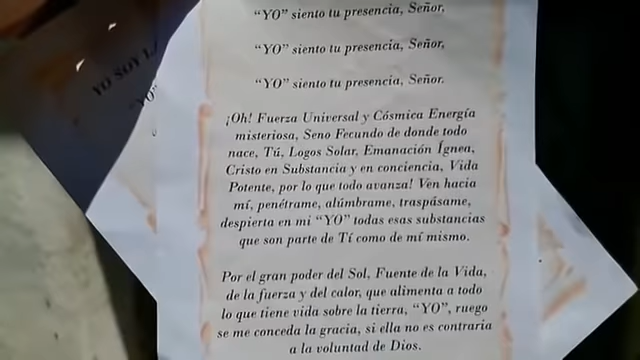 "YO" siento tu presencia, Señor,
"YO" siento tu presencia, Señor,
"YO" siento tu presencia, Señor.
¡Oh! Fuerza Universal y Cósmica Energía
misteriosa, Seno Fecundo de donde todo
nace, Tú, Logos Solar, Emanación Ígnea,
Cristo en Substancia y en conciencia, Vida
Potente, por lo que todo avanza! Ven hacia
mí, penétrame, alúmbrame, traspásame,
despierta en mi "YO" todas esas substancias
que son parte de Tí como de mí mismo.
Por el gran poder del Sol, Fuente de la Vida,
de la fuerza y del calor, que alimenta a todo
lo que tiene vida sobre la tierra, "YO", ruego
se me conceda la gracia, si ella no es contraria
a la voluntad de Dios.
YO SOY
"YO"